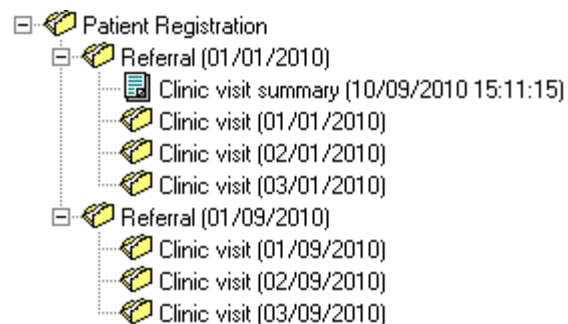 Patient Registration
Referral (01/01/2010)
Clinic visit summary (10/09/2010 15:11:15)
Clinic visit (01/01/2010)
Clinic visit (02/01/2010)
Clinic visit (03/01/2010)
Referral (01/09/2010)
Clinic visit (01/09/2010)
Clinic visit (02/09/2010)
Clinic visit (03/09/2010)